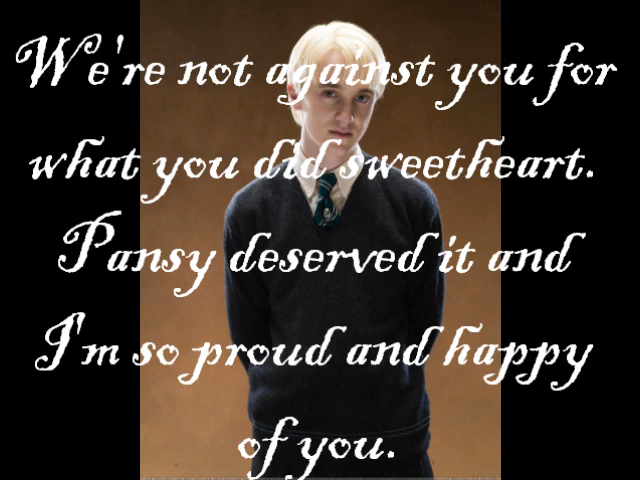 We're not against you for
what you did sweetheart.
Pansy deserved it and
I'm so proud and happy
of you.